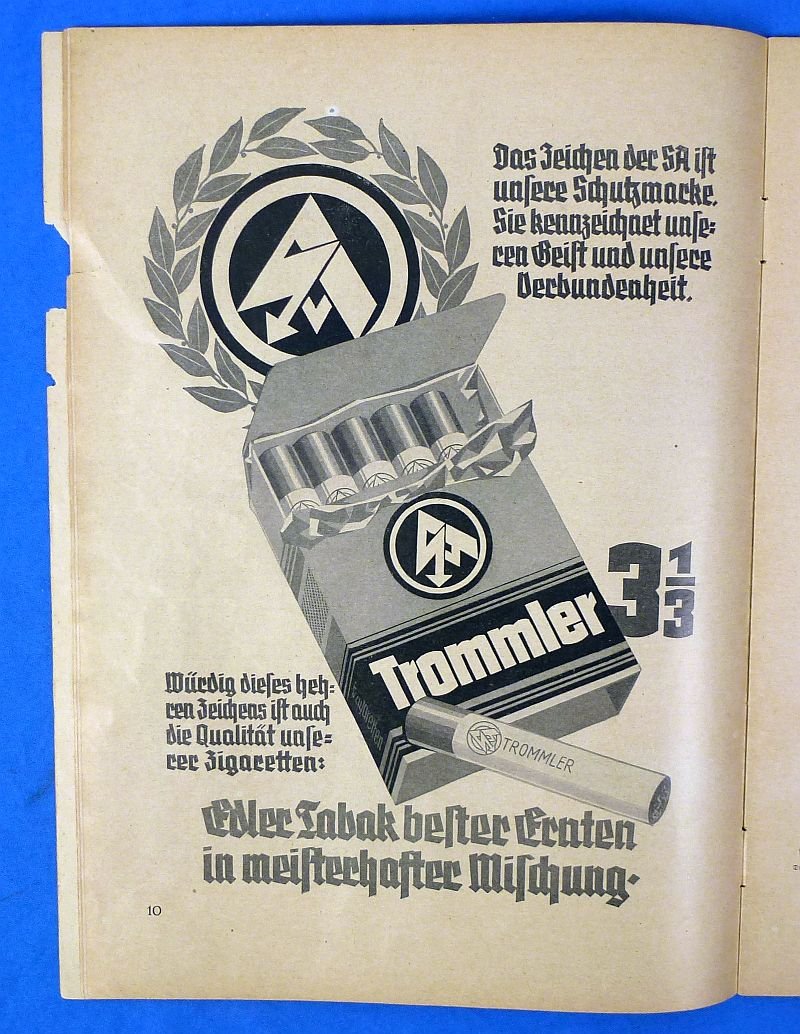 Das Zeichen der SA ist
unsere Schutzmarke.
Sie kennzeichnet unse-
ren Geist und unsere
Verbundenheit.
SA
SA
3 1/3
Trommler
Würdig dieses heh-
ren Zeichens ist auch
die Qualität unse-
rer Zigaretten:
TROMMLER
Edler Tabak bester Ernten
in meisterhafter Mischung.
10